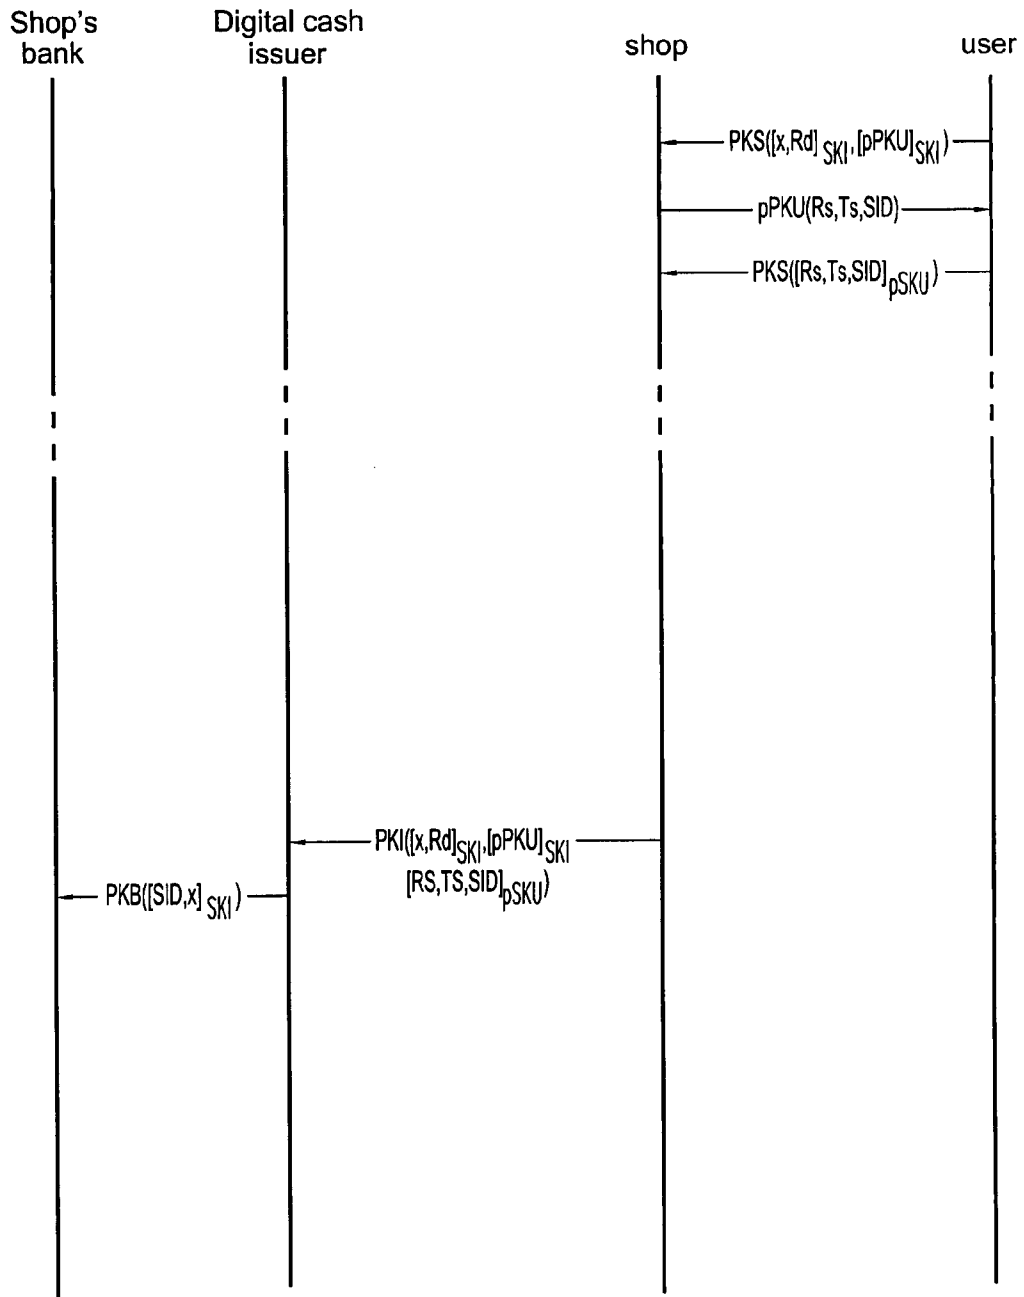 Shop's
bank
Digital cash
issuer
shop
user
PKS([x,Rd]SKI,[pPKU]SKI)
pPKU(Rs,Ts,SID)
PKS([Rs,Ts,SID]pSKU)
PKI([x,Rd]SKI,[pPKU]SKI
[RS,TS,SID]pSKU)
PKB([SID,x]SKI)